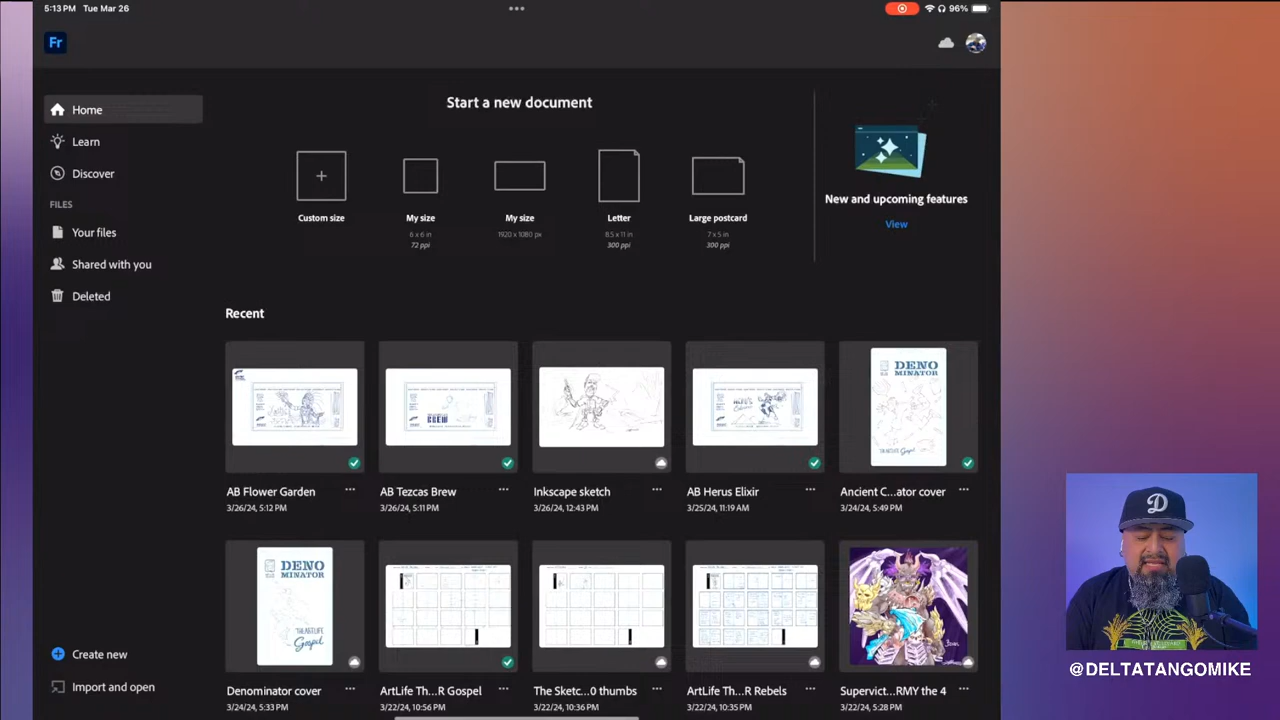 5:13 PM Tue Mar 26
96%
Fr
Home
Learn
Discover
FILES
Your files
Shared with you
Deleted
Create new
Import and open
Start a new document
Custom size
My size
6 x 6 in
72 ppi
My size
1920 x 1080 px
Letter
8.5 x 11 in
300 ppi
Large postcard
7 x 5 in
300 ppi
New and upcoming features
View
Recent
DENO
MINATOR
AB Flower Garden
3/26/24, 5:12 PM
AB Tezcas Brew
3/26/24, 5:11 PM
Inkscape sketch
3/26/24, 12:43 PM
AB Herus Elixir
3/25/24, 11:19 AM
Ancient C...ator cover
3/24/24, 5:49 PM
DENO
MINATOR
THE ARTLIFE
Gospel
Denominator cover
3/24/24, 5:33 PM
ArtLife Th...R Gospel
3/22/24, 10:56 PM
The Sketc...0 thumbs
3/22/24, 10:36 PM
ArtLife Th...R Rebels
3/22/24, 10:35 PM
Supervict...RMY the 4
3/22/24, 5:28 PM
D
@DELTATANGOMIKE